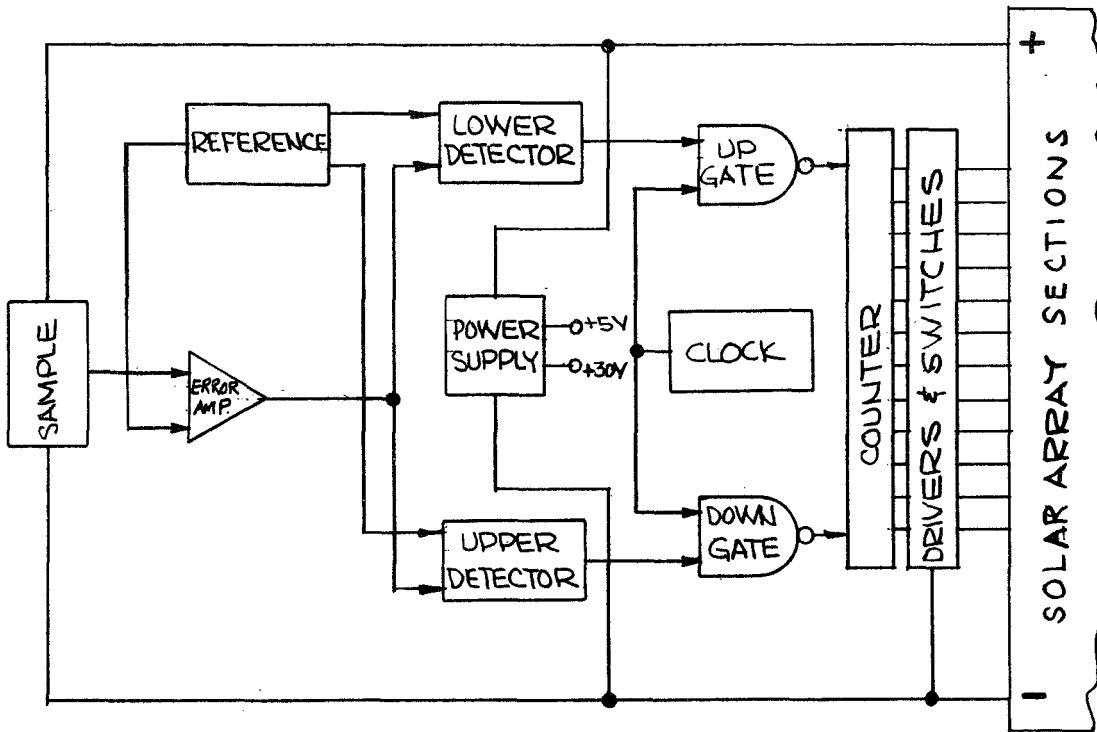 REFERENCE
LOWER
DETECTOR
UP
GATE
SAMPLE
ERROR
AMP.
POWER
SUPPLY
+5V
+30V
CLOCK
UPPER
DETECTOR
DOWN
GATE
COUNTER
DRIVERS & SWITCHES
+
SOLAR ARRAY SECTIONS
-